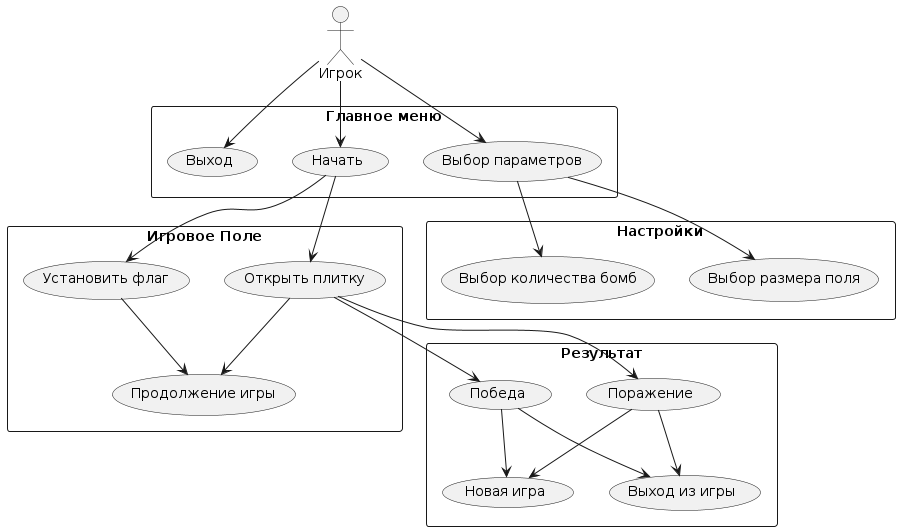 Игрок
Главное меню
Выход
Начать
Выбор параметров
Игровое Поле
Установить флаг
Открыть плитку
Продолжение игры
Настройки
Выбор количества бомб
Выбор размера поля
Результат
Победа
Поражение
Новая игра
Выход из игры